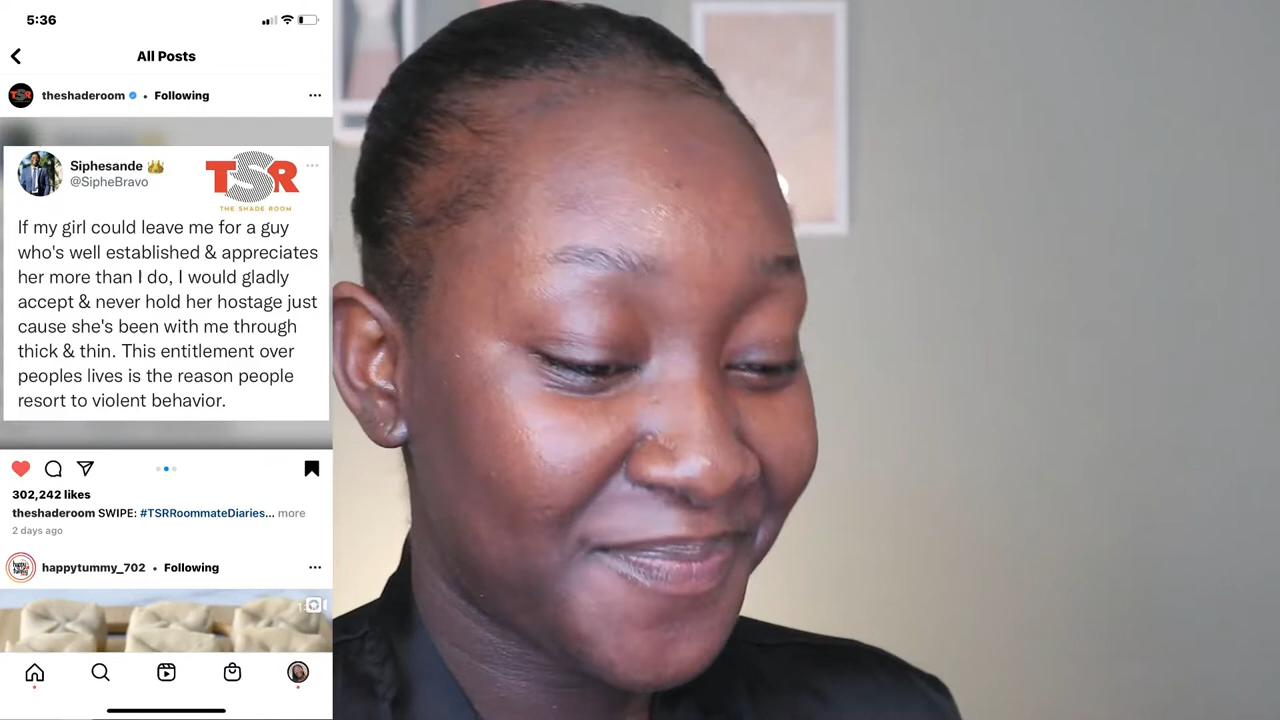 5:36
All Posts
theshaderoom • Following
Siphesande
@SipheBravo
TSR
THE SHADE ROOM
If my girl could leave me for a guy
who's well established & appreciates
her more than I do, I would gladly
accept & never hold her hostage just
cause she's been with me through
thick & thin. This entitlement over
peoples lives is the reason people
resort to violent behavior.
302,242 likes
theshaderoom SWIPE: #TSRRoommateDiaries... more
2 days ago
happytummy_702 • Following